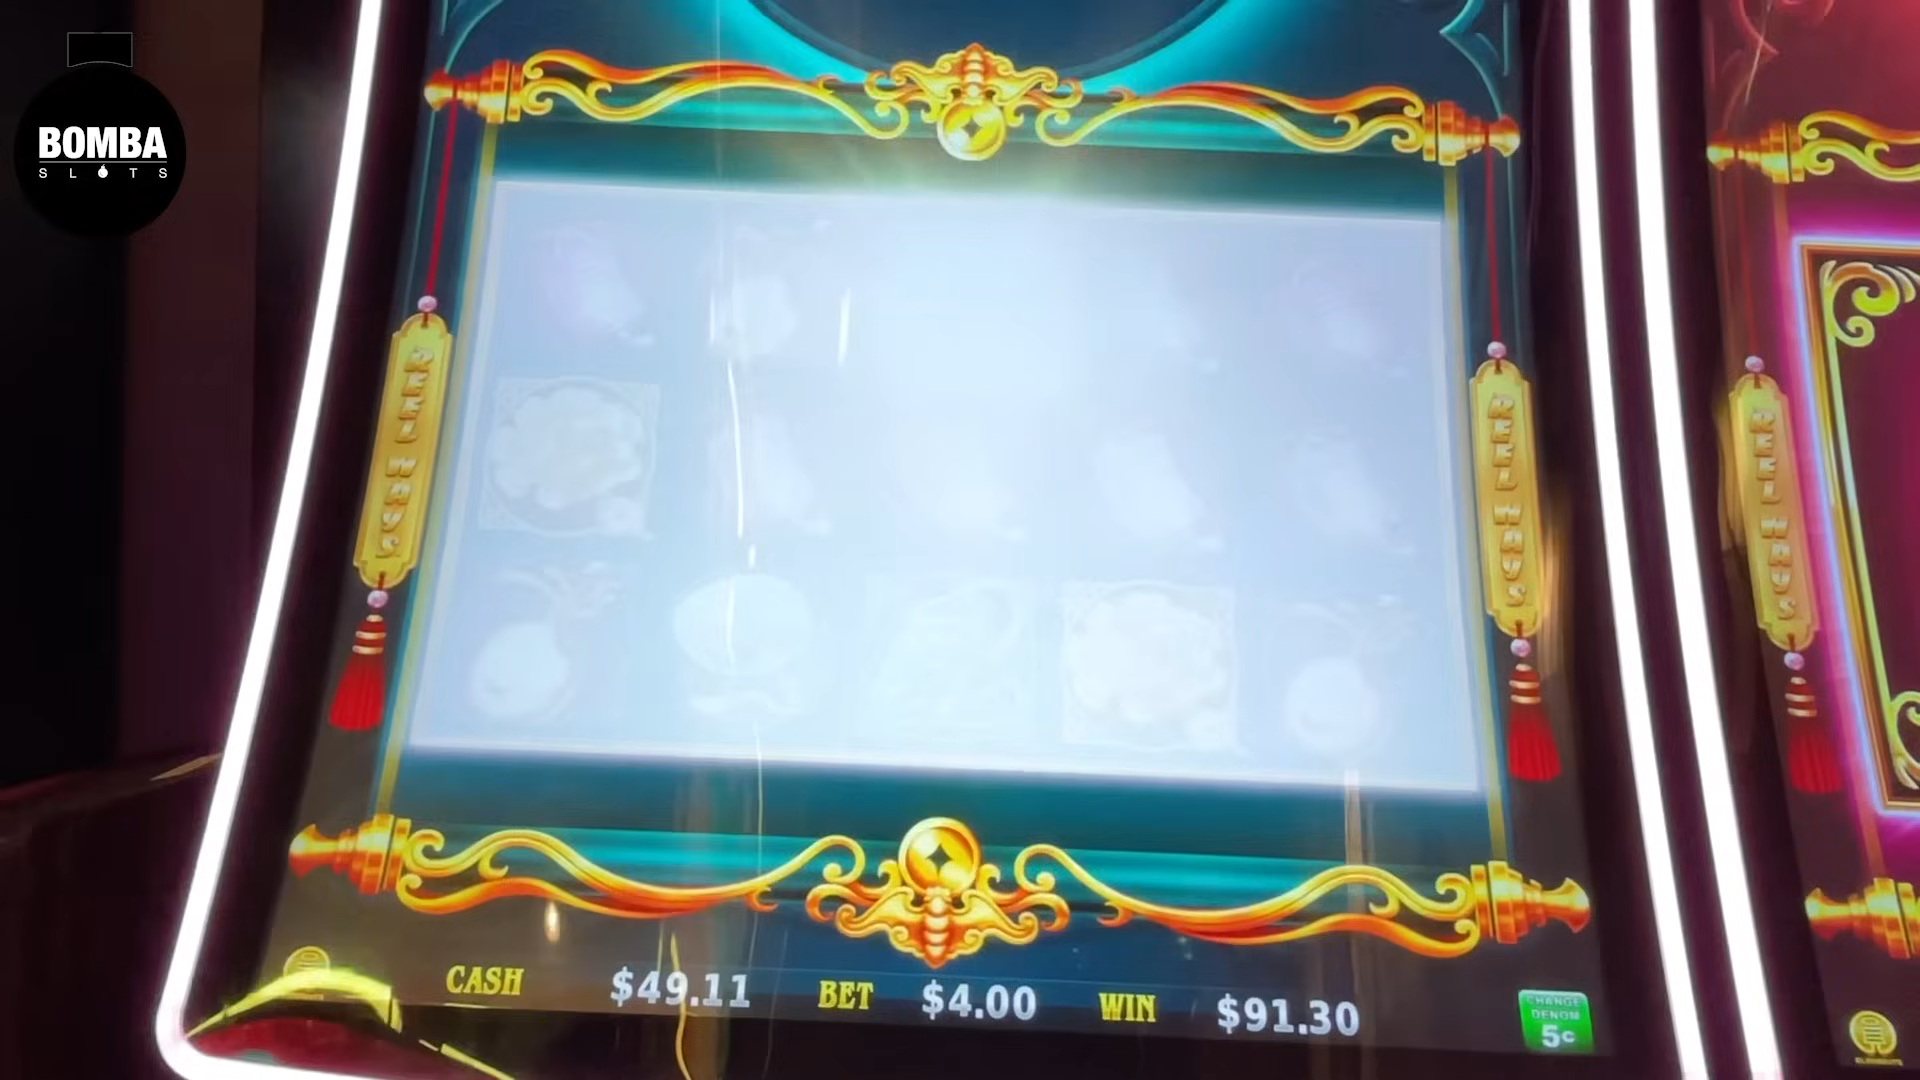 BOMBA
SLOTS
REEL WAYS
REEL WAYS
REEL WAYS
CASH $49.11 BET $4.00 WIN $91.30
CHANGE
DENOM
5¢